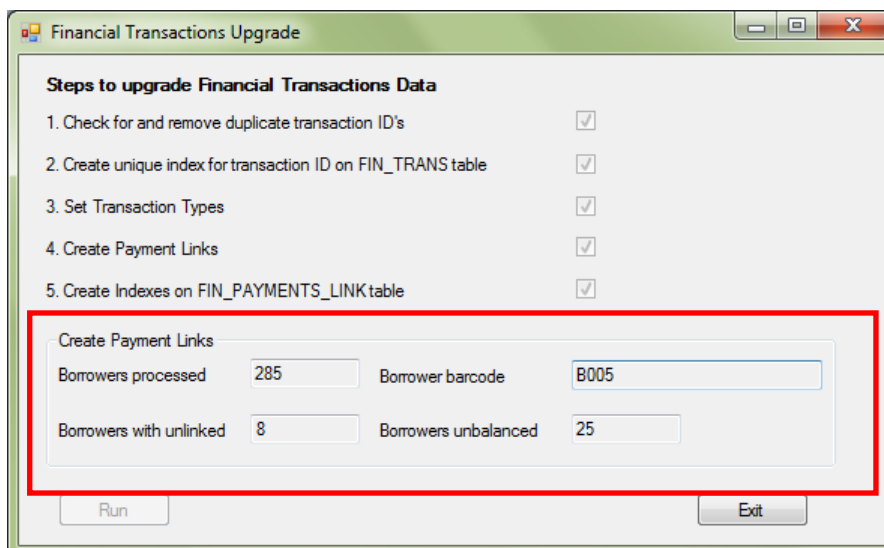 Financial Transactions Upgrade
Steps to upgrade Financial Transactions Data
1. Check for and remove duplicate transaction ID's
2. Create unique index for transaction ID on FIN_TRANS table
3. Set Transaction Types
4. Create Payment Links
5. Create Indexes on FIN_PAYMENTS_LINK table
Create Payment Links
Borrowers processed 285 Borrower barcode B005
Borrowers with unlinked 8 Borrowers unbalanced 25
Run Exit